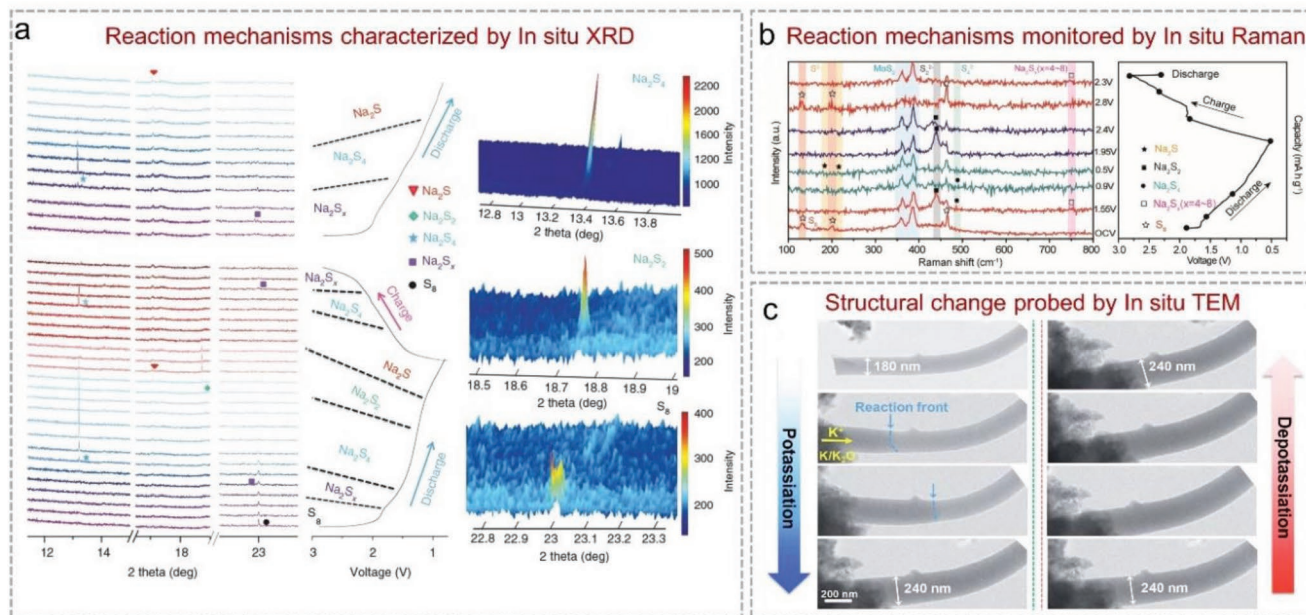 a
Reaction mechanisms characterized by In situ XRD
Na₂S
Na₂S₄
Na₂Sₓ
Discharge
Na₂S
Na₂S₂
Na₂S₄
Na₂Sₓ
S₈
Na₂Sₓ
Na₂S₄
Charge
Na₂S
Na₂S₂
Na₂S₄
Na₂Sₓ
S₈
Discharge
12 14 16 18 23
2 theta (deg)
3 2 1
Voltage (V)
Na₂S₄
2200
2000
1800
1600
1400
1200
1000
Intensity
12.8 13 13.2 13.4 13.6 13.8
2 theta (deg)
Na₂S₂
500
400
300
200
Intensity
18.5 18.6 18.7 18.8 18.9 19
2 theta (deg)
S₈
400
300
200
Intensity
22.8 22.9 23 23.1 23.2 23.3
2 theta (deg)
b
Reaction mechanisms monitored by In situ Raman
Na₂Sₓ(x=4~8)
2.3V
2.8V
2.4V
1.95V
0.5V
0.9V
1.55V
OCV
Intensity (a.u.)
100 200 300 400 500 600 700 800
Raman shift (cm⁻¹)
Discharge
Charge
Discharge
Na₂S
Na₂S₂
Na₂S₄
Na₂Sₓ(x=4~8)
S₈
3.0 2.5 2.0 1.5 1.0 0.5
Voltage (V)
Capacity (mA h g⁻¹)
c
Structural change probed by In situ TEM
Potassiation
180 nm
Reaction front
K⁺
K/K₂O
240 nm
200 nm
240 nm
240 nm
Depotassiation